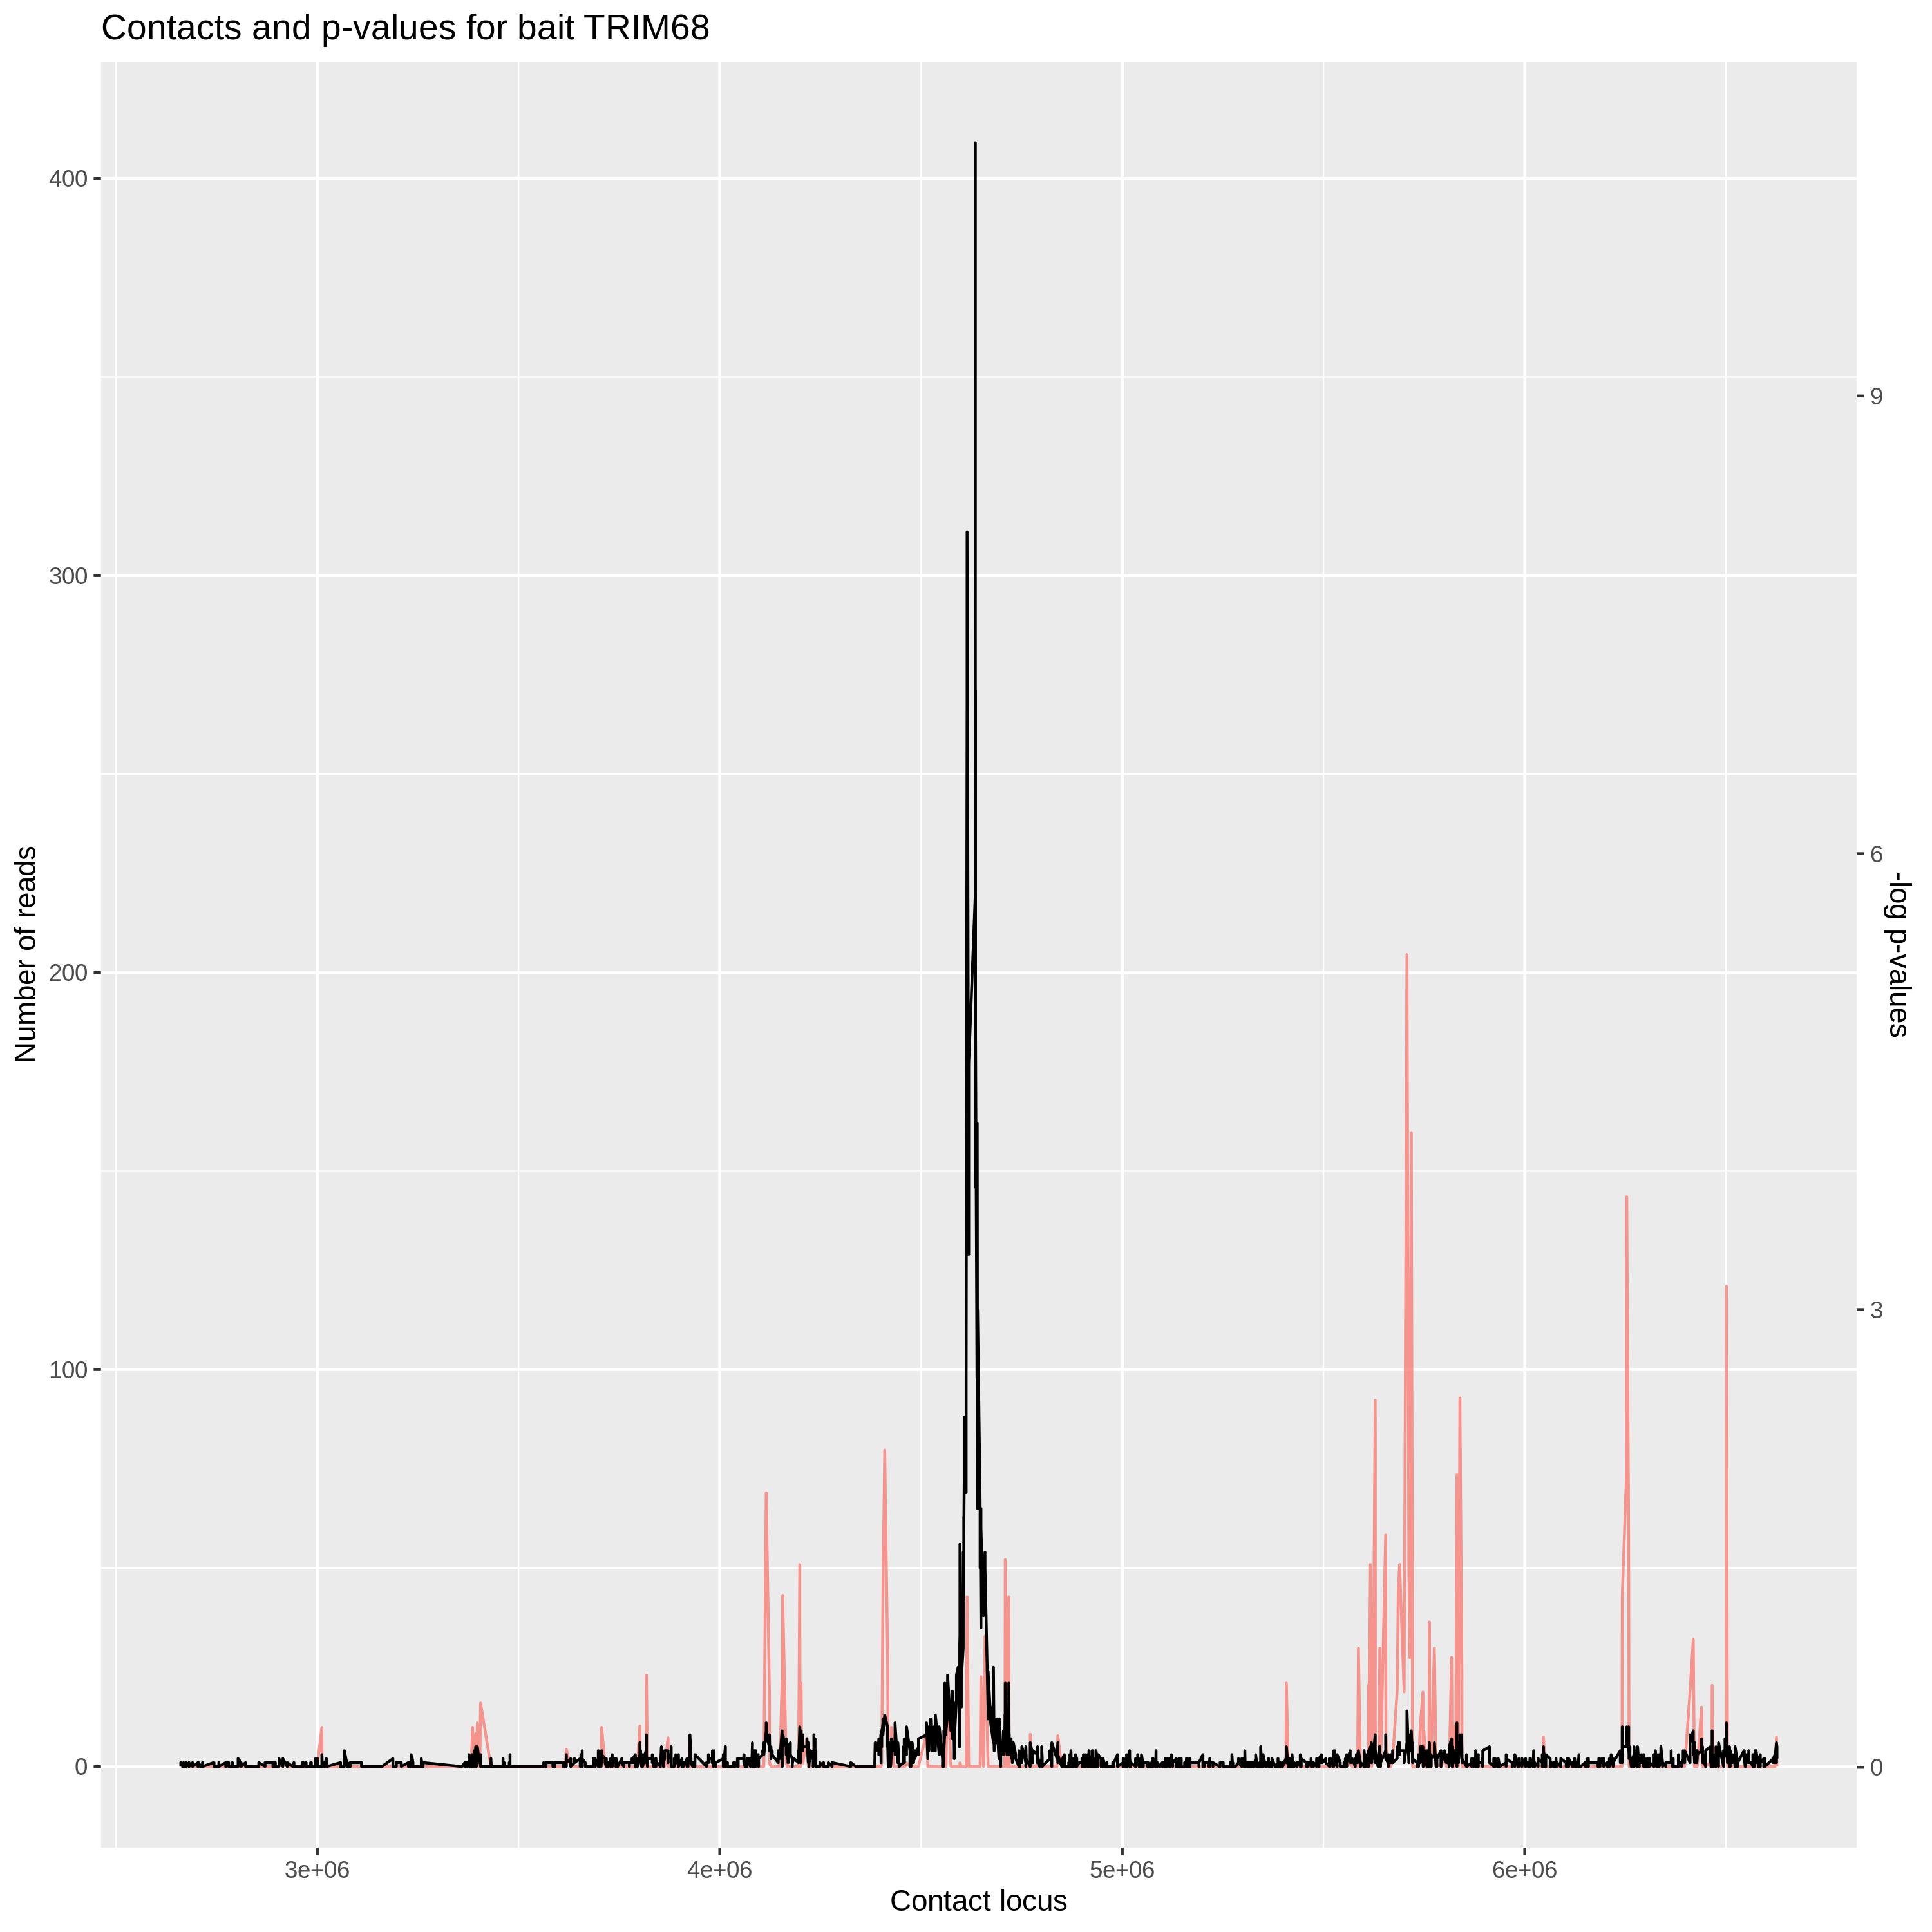 Contacts and p-values for bait TRIM68
Number of reads
400
300
200
100
0
9
6
3
0
-log p-values
3e+06
4e+06
5e+06
6e+06
Contact locus